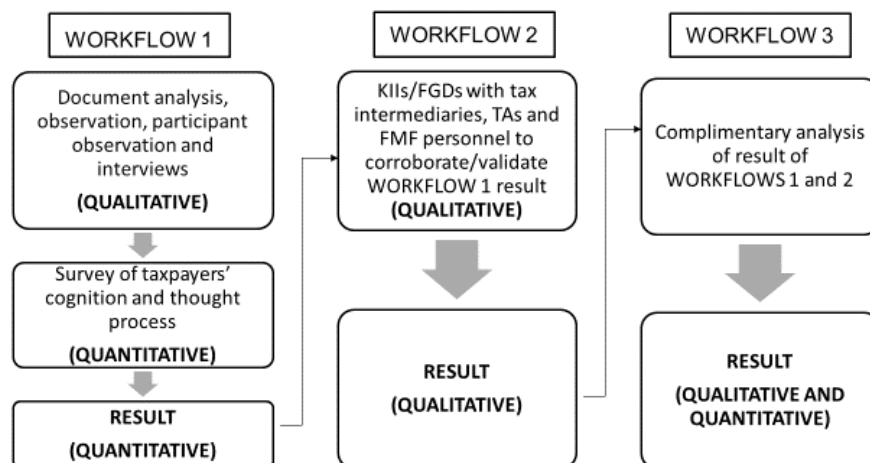 WORKFLOW 1
Document analysis,
observation, participant
observation and
interviews
(QUALITATIVE)
Survey of taxpayers'
cognition and thought
process
(QUANTITATIVE)
RESULT
(QUANTITATIVE)
WORKFLOW 2
KIIs/FGDs with tax
intermediaries, TAs and
FMF personnel to
corroborate/validate
WORKFLOW 1 result
(QUALITATIVE)
RESULT
(QUALITATIVE)
WORKFLOW 3
Complimentary analysis
of result of
WORKFLOWS 1 and 2
RESULT
(QUALITATIVE AND
QUANTITATIVE)